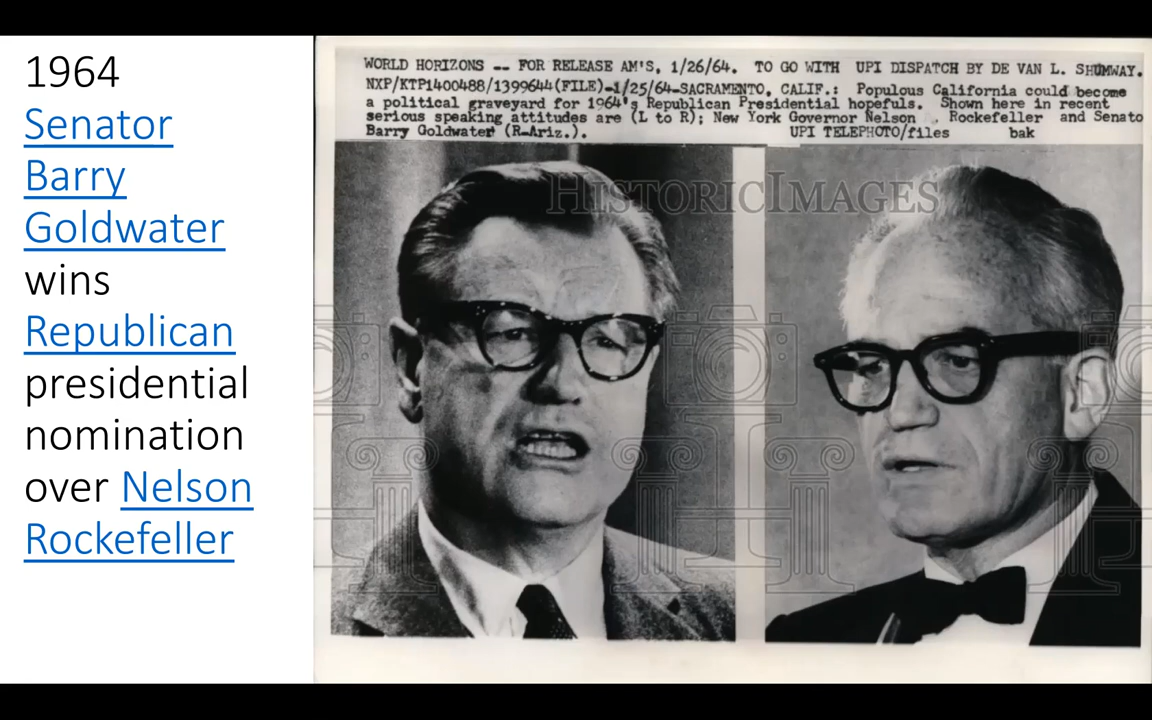 1964
Senator
Barry
Goldwater
wins
Republican
presidential
nomination
over Nelson
Rockefeller
WORLD HORIZONS -- FOR RELEASE AM'S, 1/26/64. TO GO WITH UPI DISPATCH BY DE VAN L. SHUMWAY.
NXP/KTP1400488/1399644(FILE)-1/25/64-SACRAMENTO, CALIF.: Populous California could become
a political graveyard for 1964's Republican Presidential hopefuls. Shown here in recent
serious speaking attitudes are (L to R); New York Governor Nelson Rockefeller and Senato
Barry Goldwater (R-Ariz.). UPI TELEPHOTO/files bak
HISTORICIMAGES